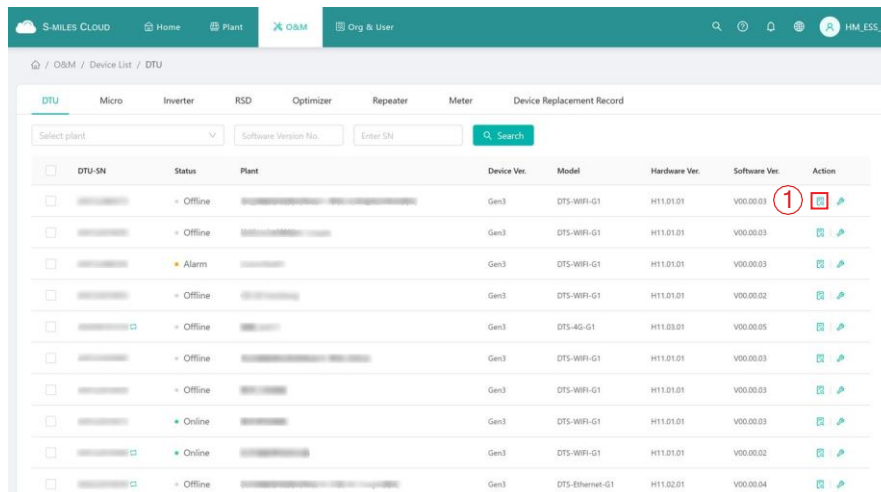 S-MILES CLOUD Home Plant O&M Org & User HM_ESS_
/ O&M / Device List / DTU
DTU Micro Inverter RSD Optimizer Repeater Meter Device Replacement Record
Select plant Software Version No. Enter SN Search
DTU-SN Status Plant Device Ver. Model Hardware Ver. Software Ver. Action
Offline Gen3 DTS-WIFI-G1 H11.01.01 V00.00.03 1
Offline Gen3 DTS-WIFI-G1 H11.01.01 V00.00.03
Alarm Gen3 DTS-WIFI-G1 H11.01.01 V00.00.03
Offline Gen3 DTS-WIFI-G1 H11.01.01 V00.00.02
Offline Gen3 DTS-4G-G1 H11.03.01 V00.00.05
Offline Gen3 DTS-WIFI-G1 H11.01.01 V00.00.03
Offline Gen3 DTS-WIFI-G1 H11.01.01 V00.00.03
Online Gen3 DTS-WIFI-G1 H11.01.01 V00.00.03
Online Gen3 DTS-WIFI-G1 H11.01.01 V00.00.02
Offline Gen3 DTS-Ethernet-G1 H11.02.01 V00.00.04